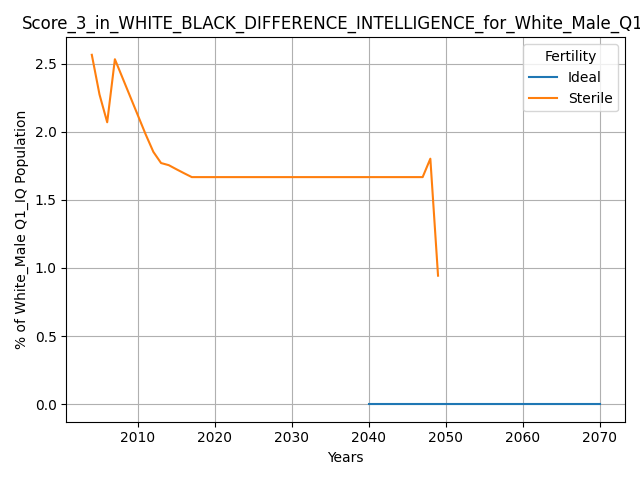 Score_3_in_WHITE_BLACK_DIFFERENCE_INTELLIGENCE_for_White_Male_Q1
2.5
2.0
1.5
1.0
0.5
0.0
% of White_Male Q1_IQ Population
Fertility
Ideal
Sterile
2010 2020 2030 2040 2050 2060 2070
Years